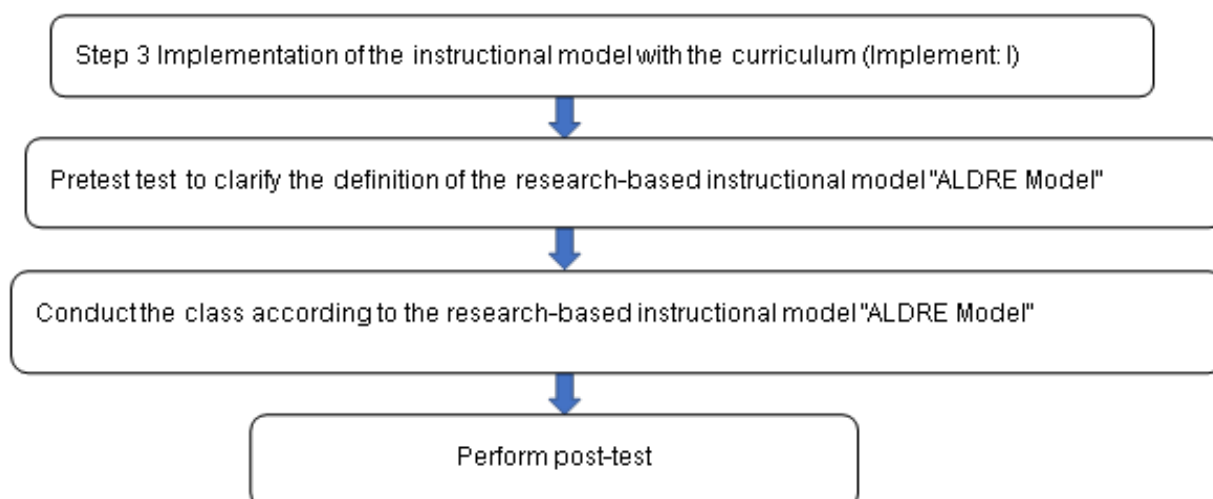 Step 3 Implementation of the instructional model with the curriculum (Implement: I)
Pretest test to clarify the definition of the research-based instructional model "ALDRE Model"
Conduct the class according to the research-based instructional model "ALDRE Model"
Perform post-test